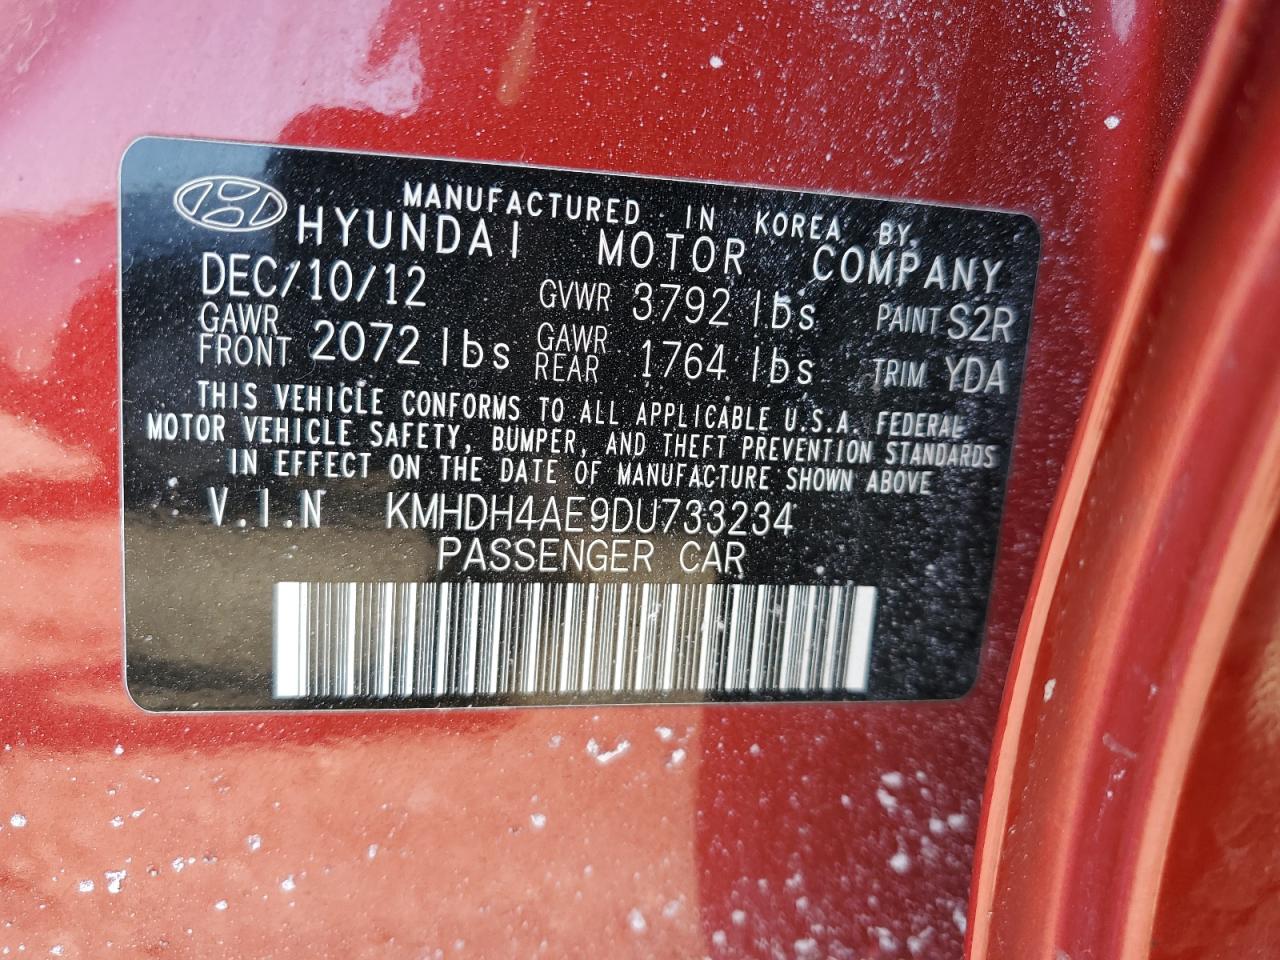 MANUFACTURED IN KOREA BY,
HYUNDAI MOTOR COMPANY
DEC/10/12 GVWR 3792 lbs PAINT S2R
GAWR FRONT 2072 lbs GAWR REAR 1764 lbs TRIM YDA
THIS VEHICLE CONFORMS TO ALL APPLICABLE U.S.A. FEDERAL
MOTOR VEHICLE SAFETY, BUMPER, AND THEFT PREVENTION STANDARDS
IN EFFECT ON THE DATE OF MANUFACTURE SHOWN ABOVE
V.I.N KMHDH4AE9DU733234
PASSENGER CAR